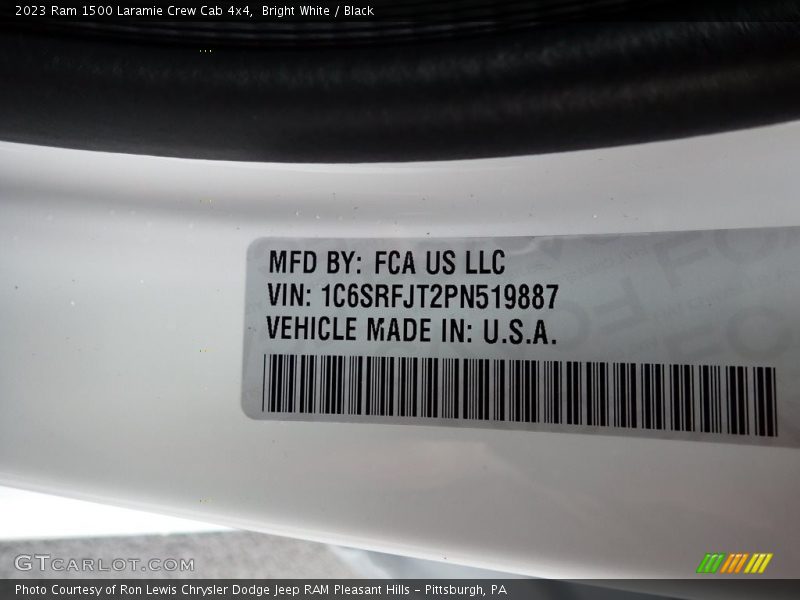 2023 Ram 1500 Laramie Crew Cab 4x4, Bright White / Black
MFD BY: FCA US LLC
VIN: 1C6SRFJT2PN519887
VEHICLE MADE IN: U.S.A.
GTCARLOT.COM
Photo Courtesy of Ron Lewis Chrysler Dodge Jeep RAM Pleasant Hills - Pittsburgh, PA